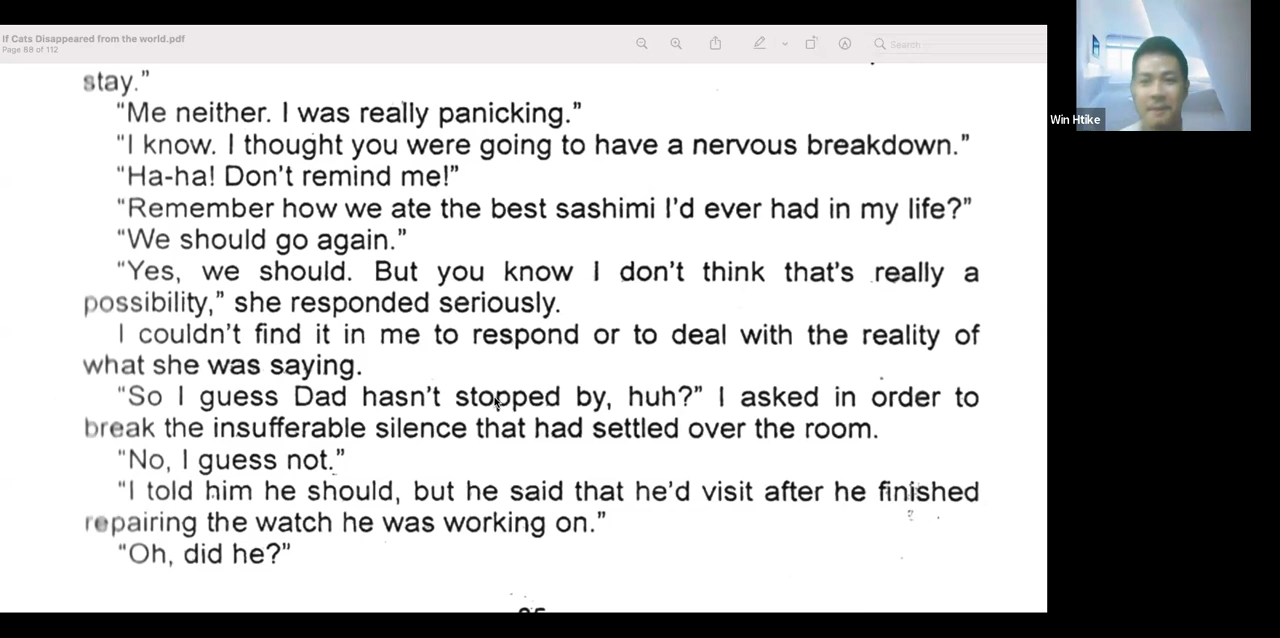 If Cats Disappeared from the world.pdf
Page 88 of 112
Search
stay.”
“Me neither. I was really panicking.”
“I know. I thought you were going to have a nervous breakdown.”
“Ha-ha! Don’t remind me!”
“Remember how we ate the best sashimi I’d ever had in my life?”
“We should go again.”
“Yes, we should. But you know I don’t think that’s really a
possibility,” she responded seriously.
I couldn’t find it in me to respond or to deal with the reality of
what she was saying.
“So I guess Dad hasn’t stopped by, huh?” I asked in order to
break the insufferable silence that had settled over the room.
“No, I guess not.”
“I told him he should, but he said that he’d visit after he finished
repairing the watch he was working on.”
“Oh, did he?”
Win Htike